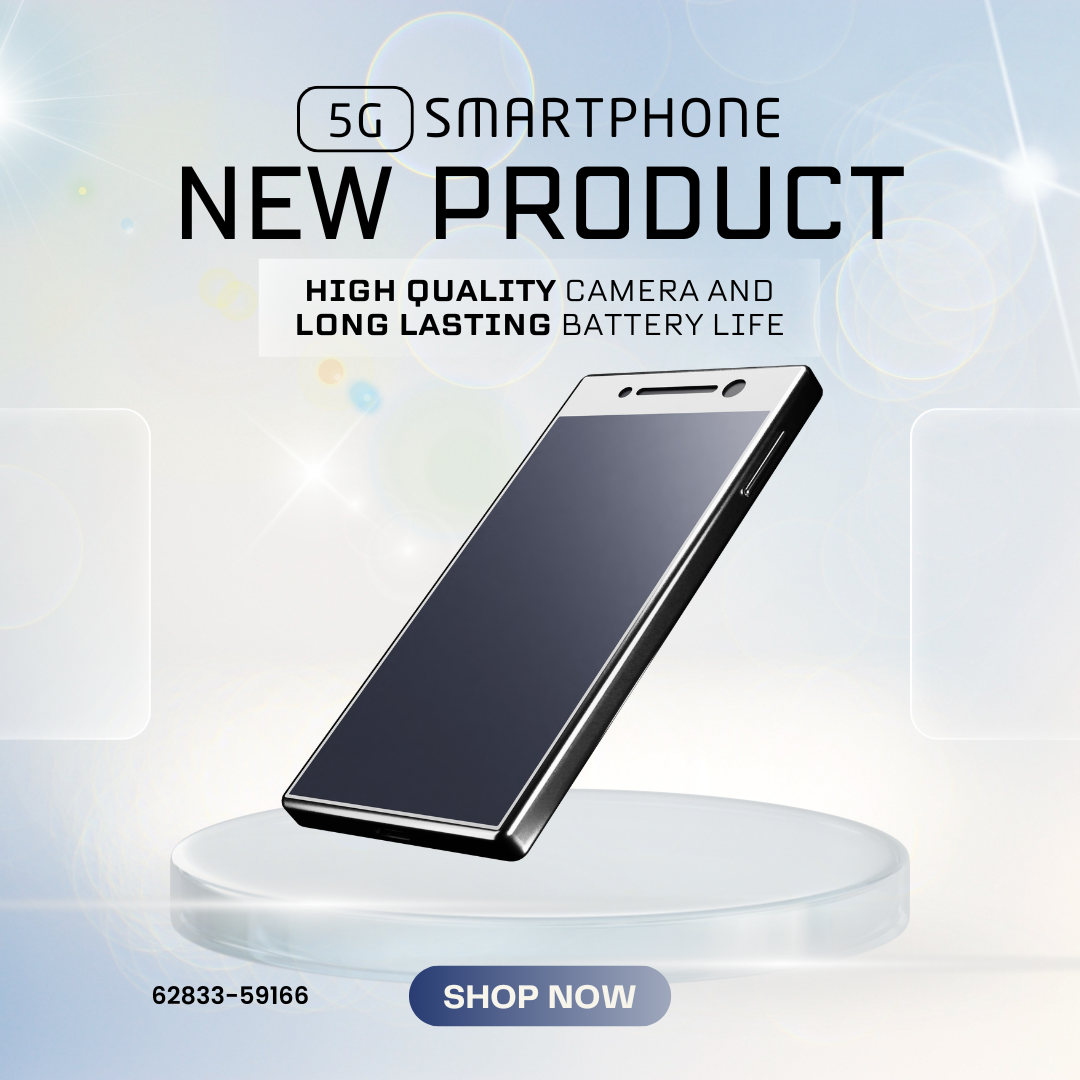 5G SMARTPHONE
NEW PRODUCT
HIGH QUALITY CAMERA AND
LONG LASTING BATTERY LIFE
62833-59166
SHOP NOW